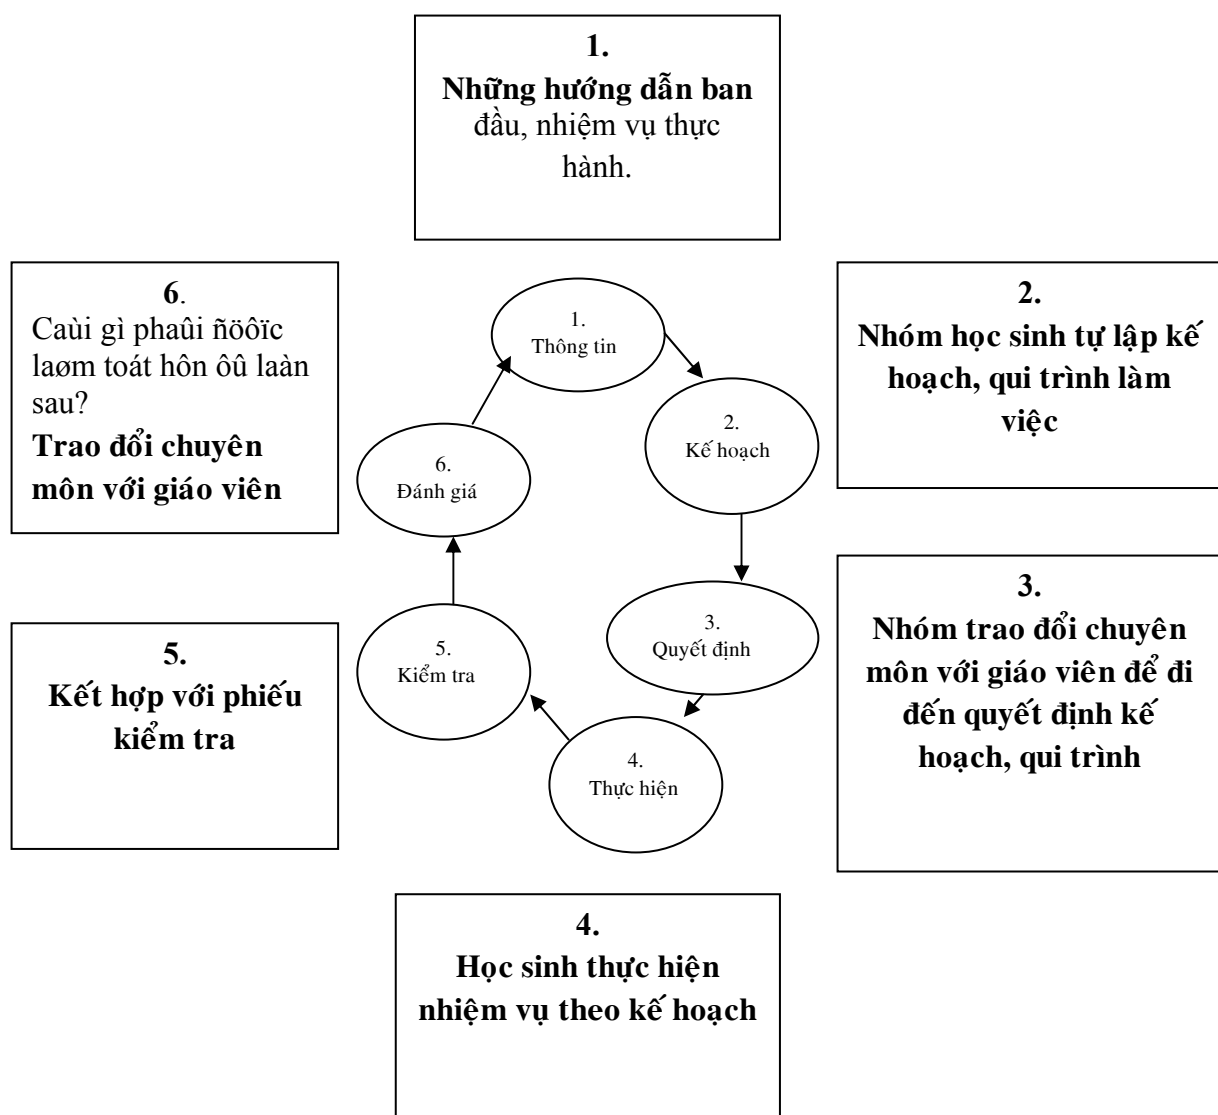 1.
Những hướng dẫn ban
đầu, nhiệm vụ thực
hành.
6.
Caùi gì phaûi ñöôïc
laøm toát hôn ôû laàn
sau?
Trao đổi chuyên
môn với giáo viên
1.
Thông tin
2.
Nhóm học sinh tự lập kế
hoạch, qui trình làm
việc
2.
Kế hoạch
6.
Đánh giá
3.
Quyết định
3.
Nhóm trao đổi chuyên
môn với giáo viên để đi
đến quyết định kế
hoạch, qui trình
5.
Kết hợp với phiếu
kiểm tra
5.
Kiểm tra
4.
Thực hiện
4.
Học sinh thực hiện
nhiệm vụ theo kế hoạch